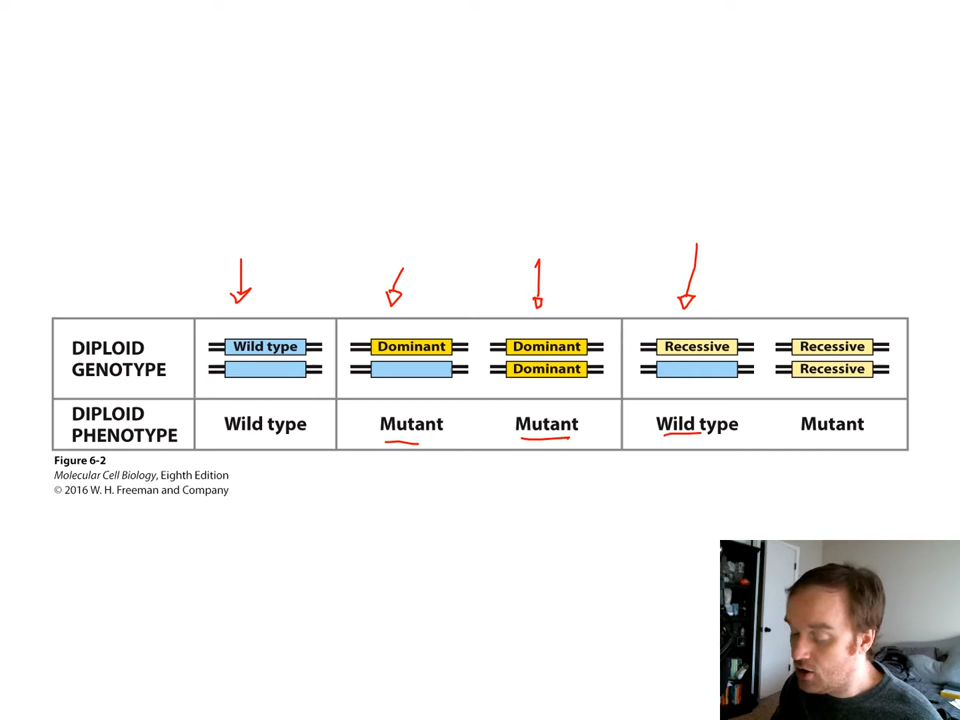 DIPLOID GENOTYPE
Wild type
Dominant
Dominant
Dominant
Recessive
Recessive
Recessive
DIPLOID PHENOTYPE
Wild type
Mutant
Mutant
Wild type
Mutant
Figure 6-2
Molecular Cell Biology, Eighth Edition
© 2016 W. H. Freeman and Company